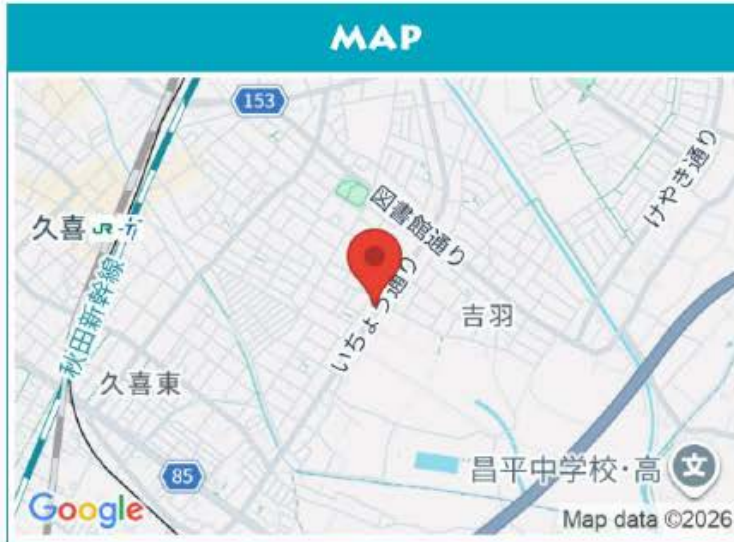 MAP
153
図書館通り
けやき通り
久喜
JR
秋田新幹線
いちょう通り
吉羽
久喜東
85
昌平中学校・高
文
Google
Map data ©2026